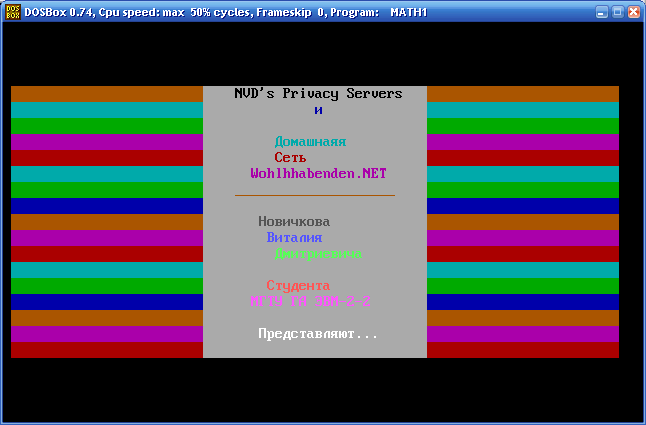 DOSBox 0.74, Cpu speed: max 50% cycles, Frameskip 0, Program: MATH1
NVD's Privacy Servers
и
Домашнаяя
Сеть
Wohlhhabenden.NET
Новичкова
Виталия
Дмитриевича
Студента
МГТУ ГА ЭВМ-2-2
Представляют...